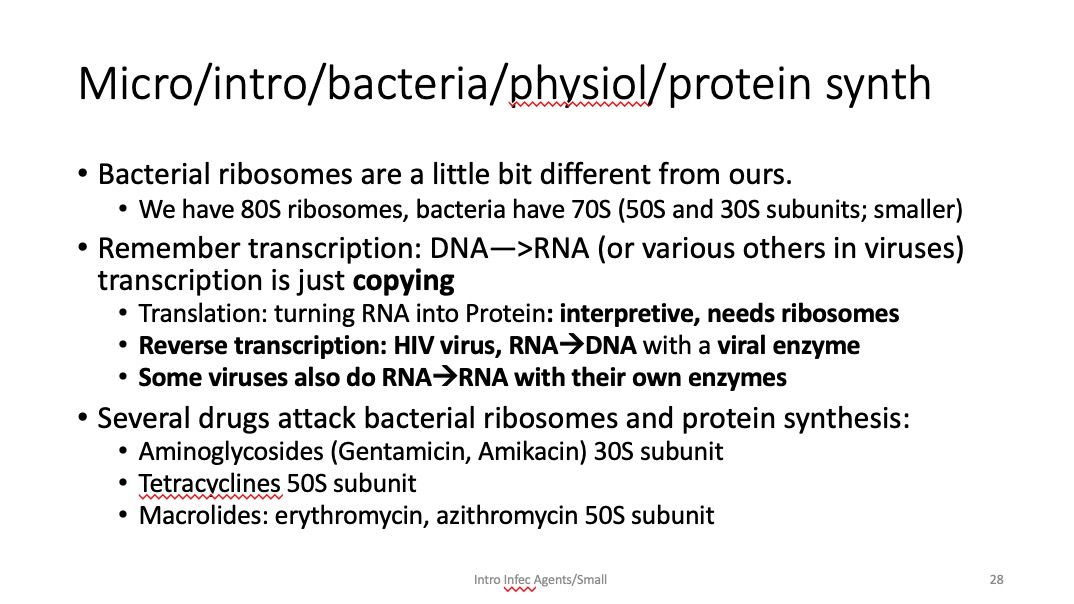 Micro/intro/bacteria/physiol/protein synth
• Bacterial ribosomes are a little bit different from ours.
• We have 80S ribosomes, bacteria have 70S (50S and 30S subunits; smaller)
• Remember transcription: DNA—>RNA (or various others in viruses)
transcription is just copying
• Translation: turning RNA into Protein: interpretive, needs ribosomes
• Reverse transcription: HIV virus, RNA→DNA with a viral enzyme
• Some viruses also do RNA→RNA with their own enzymes
• Several drugs attack bacterial ribosomes and protein synthesis:
• Aminoglycosides (Gentamicin, Amikacin) 30S subunit
• Tetracyclines 50S subunit
• Macrolides: erythromycin, azithromycin 50S subunit
Intro Infec Agents/Small
28